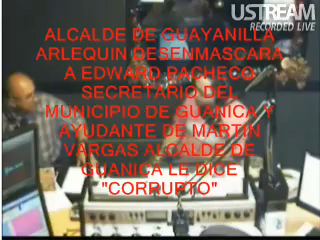 USTREAM
RECORDED LIVE
ALCALDE DE GUAYANILLA
ARLEQUIN DESENMASCARA
A EDWARD PACHECO
SECRETARIO DEL
MUNICIPIO DE GUANICA Y
AYUDANTE DE MARTIN
VARGAS ALCALDE DE
GUANICA LE DICE
"CORRUPTO"